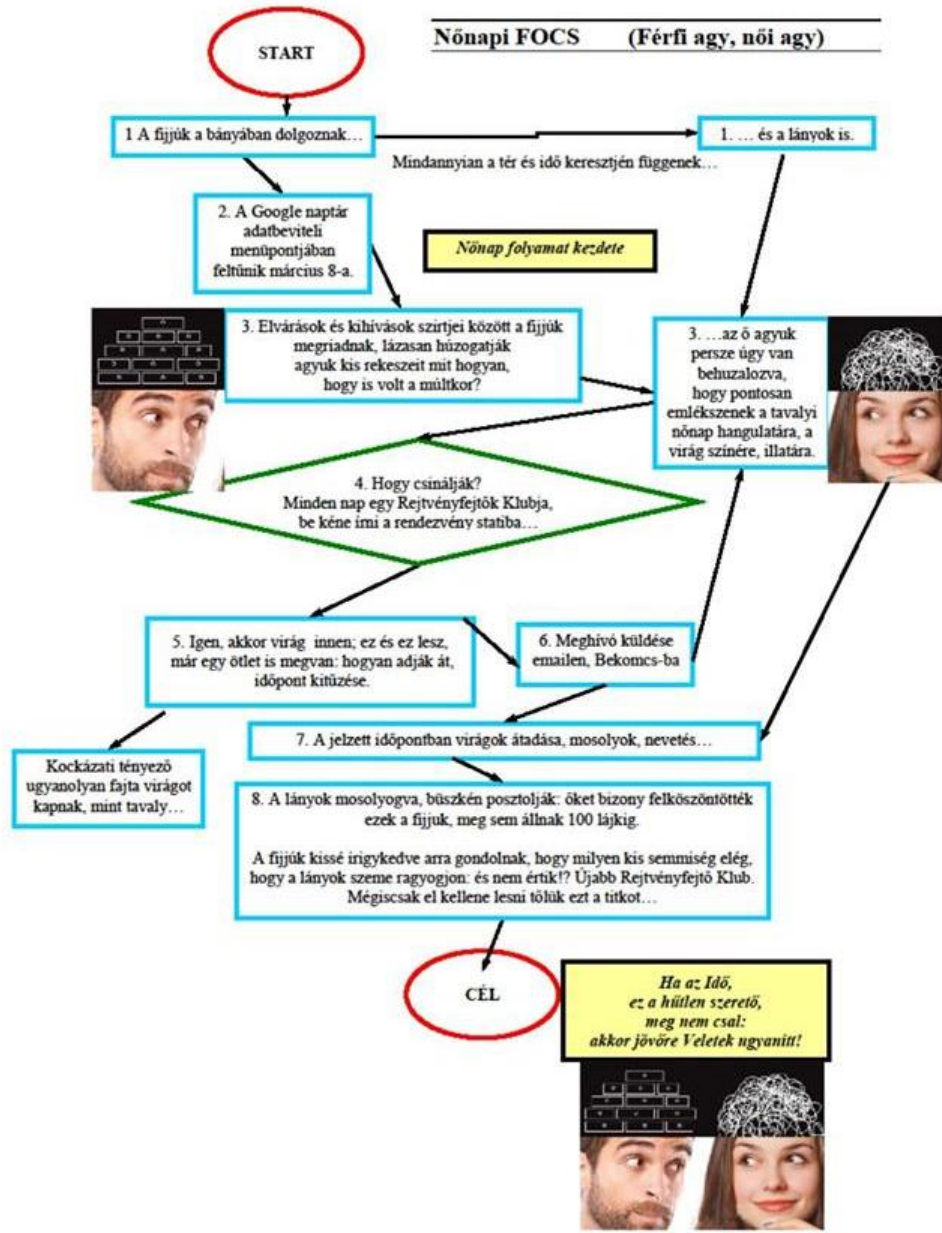 Nőnapi FOCS (Férfi agy, női agy)
START
1 A fijjúk a bányában dolgoznak…
1. … és a lányok is.
Mindannyian a tér és idő keresztjén függenek…
2. A Google naptár
adatbeviteli
menüpontjában
feltűnik március 8-a.
Nőnap folyamat kezdete
3. Elvárások és kihívások szirtjei között a fijjúk
megriadnak, lázasan húzogatják
agyuk kis rekeszeit mit hogyan,
hogy is volt a múltkor?
3. …az ő agyuk
persze úgy van
behuzalozva,
hogy pontosan
emlékszenek a tavalyi
nőnap hangulatára, a
virág színére, illatára.
4. Hogy csinálják?
Minden nap egy Rejtvényfejtők Klubja,
be kéne írni a rendezvény statiba…
5. Igen, akkor virág innen; ez és ez lesz,
már egy ötlet is megvan: hogyan adják át,
időpont kitűzése.
6. Meghívó küldése
emailen, Bekomcs-ba
7. A jelzett időpontban virágok átadása, mosolyok, nevetés…
Kockázati tényező
ugyanolyan fajta virágot
kapnak, mint tavaly…
8. A lányok mosolyogva, büszkén posztolják: őket bizony felköszöntötték
ezek a fijjuk, meg sem állnak 100 lájkig.
A fijjúk kissé irigykedve arra gondolnak, hogy milyen kis semmiség elég,
hogy a lányok szeme ragyogjon: és nem értik!? Újabb Rejtvényfejtő Klub.
Mégiscsak el kellene lesni tőlük ezt a titkot…
CÉL
Ha az Idő,
ez a hűtlen szerető,
meg nem csal:
akkor jövőre Veletek ugyanitt!